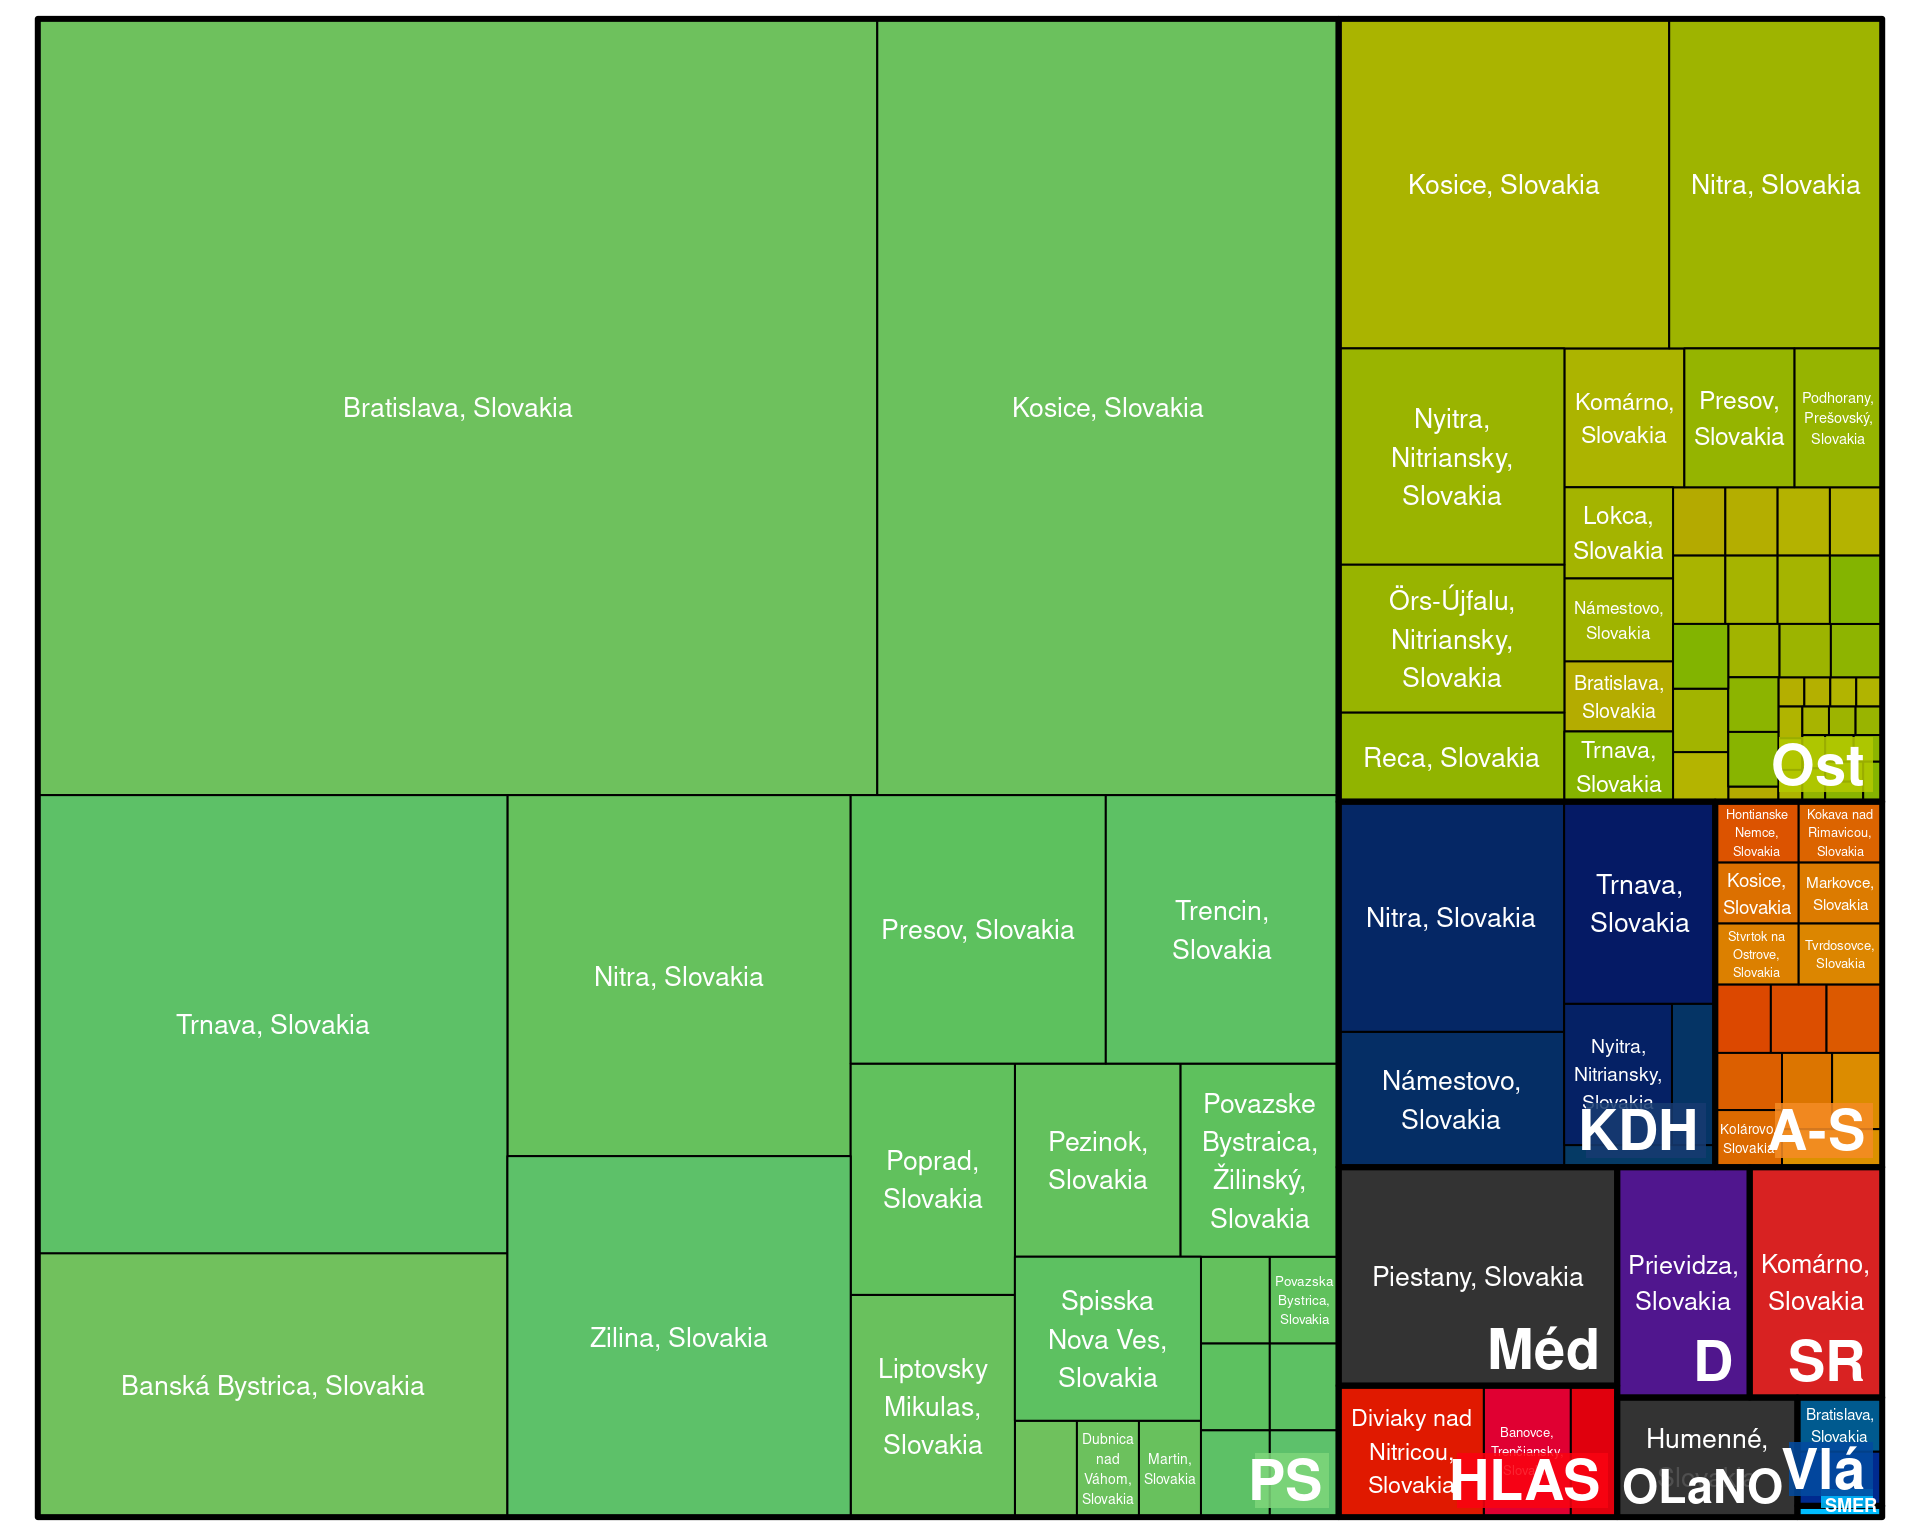 Bratislava, Slovakia
Kosice, Slovakia
Trnava, Slovakia
Banská Bystrica, Slovakia
Nitra, Slovakia
Zilina, Slovakia
Presov, Slovakia
Trencin,
Slovakia
Poprad,
Slovakia
Liptovsky
Mikulas,
Slovakia
Pezinok,
Slovakia
Povazske
Bystraica,
Žilinský,
Slovakia
Spisska
Nova Ves,
Slovakia
Povazska
Bystrica,
Slovakia
Dubnica
nad
Váhom,
Slovakia
Martin,
Slovakia
PS
Kosice, Slovakia
Nitra, Slovakia
Nyitra,
Nitriansky,
Slovakia
Örs-Újfalu,
Nitriansky,
Slovakia
Reca, Slovakia
Komárno,
Slovakia
Presov,
Slovakia
Podhorany,
Prešovský,
Slovakia
Lokca,
Slovakia
Námestovo,
Slovakia
Bratislava,
Slovakia
Trnava,
Slovakia
Ost
Nitra, Slovakia
Námestovo,
Slovakia
Trnava,
Slovakia
Nyitra,
Nitriansky,
Slovakia
KDH
Hontianske
Nemce,
Slovakia
Kokava nad
Rimavicou,
Slovakia
Kosice,
Slovakia
Markovce,
Slovakia
Stvrtok na
Ostrove,
Slovakia
Tvrdosovce,
Slovakia
Kolárovo,
Slovakia
A-S
Piestany, Slovakia
Méd
Prievidza,
Slovakia
D
Komárno,
Slovakia
SR
Diviaky nad
Nitricou,
Slovakia
Banovce,
Trenčiansky,
Slovakia
HLAS
Humenné,
Slovakia
OLaNO
Bratislava,
Slovakia
Vlá
SMER